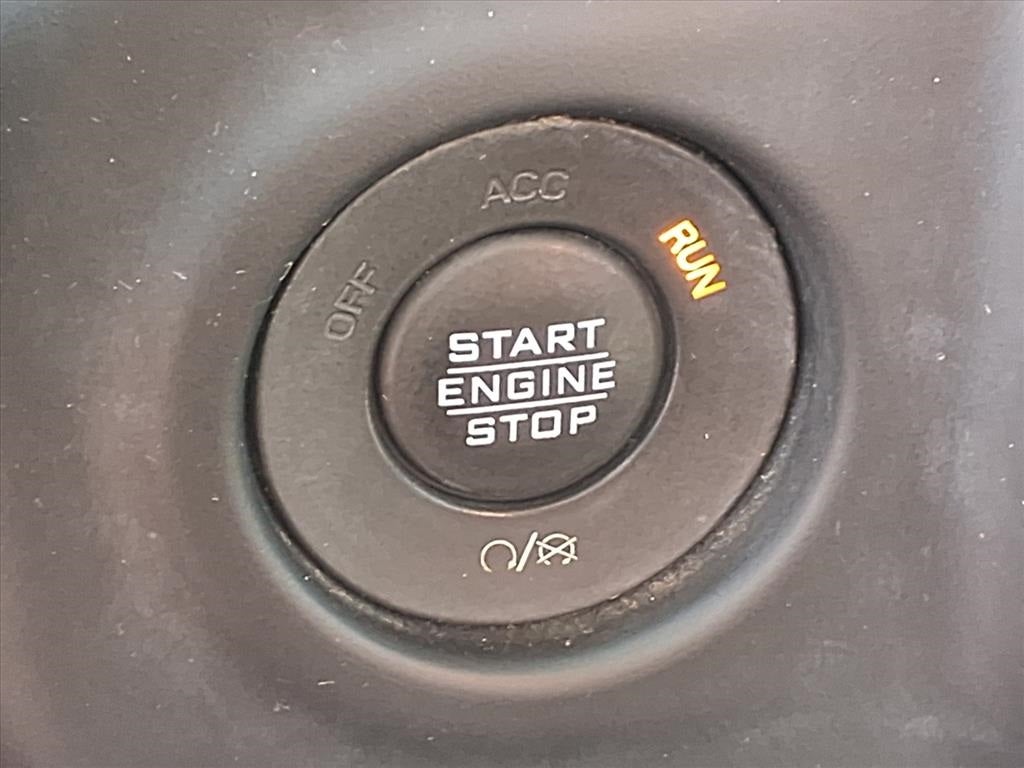 ACC
RUN
OFF
START
ENGINE
STOP